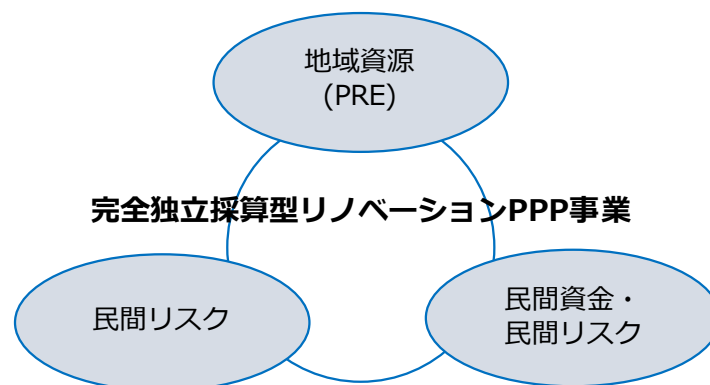 地域資源
(PRE)
完全独立採算型リノベーションPPP事業
民間リスク
民間資金・
民間リスク